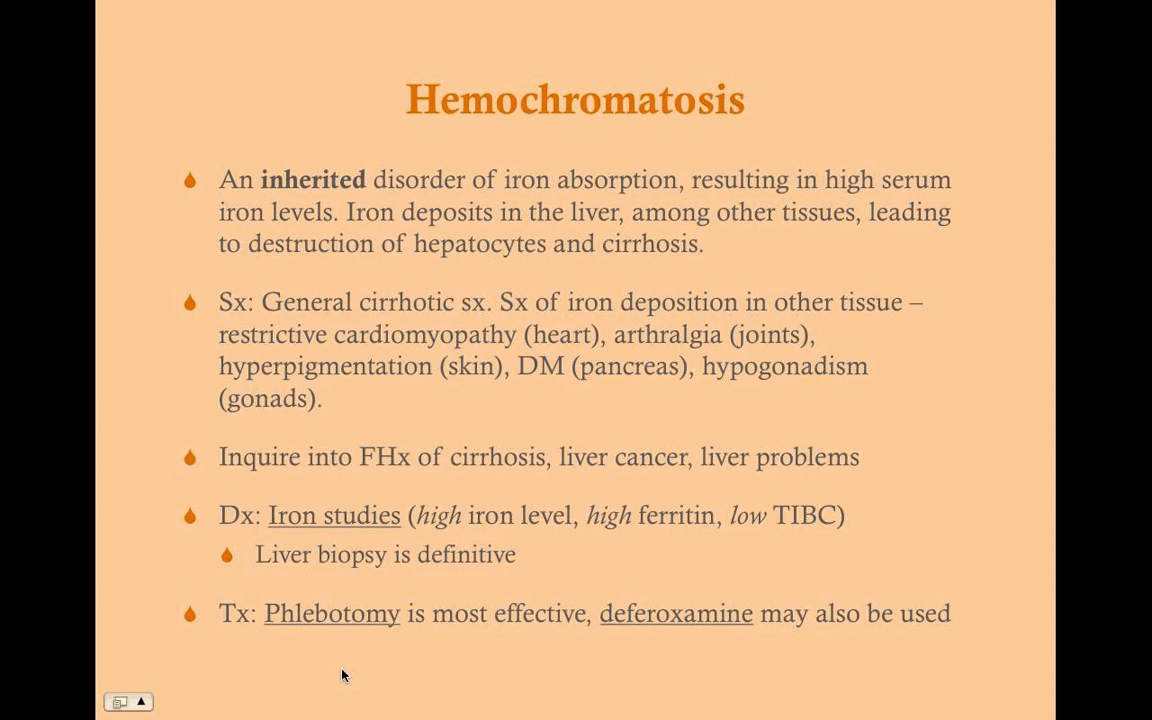 Hemochromatosis
An inherited disorder of iron absorption, resulting in high serum
iron levels. Iron deposits in the liver, among other tissues, leading
to destruction of hepatocytes and cirrhosis.
Sx: General cirrhotic sx. Sx of iron deposition in other tissue –
restrictive cardiomyopathy (heart), arthralgia (joints),
hyperpigmentation (skin), DM (pancreas), hypogonadism
(gonads).
Inquire into FHx of cirrhosis, liver cancer, liver problems
Dx: Iron studies (high iron level, high ferritin, low TIBC)
Liver biopsy is definitive
Tx: Phlebotomy is most effective, deferoxamine may also be used